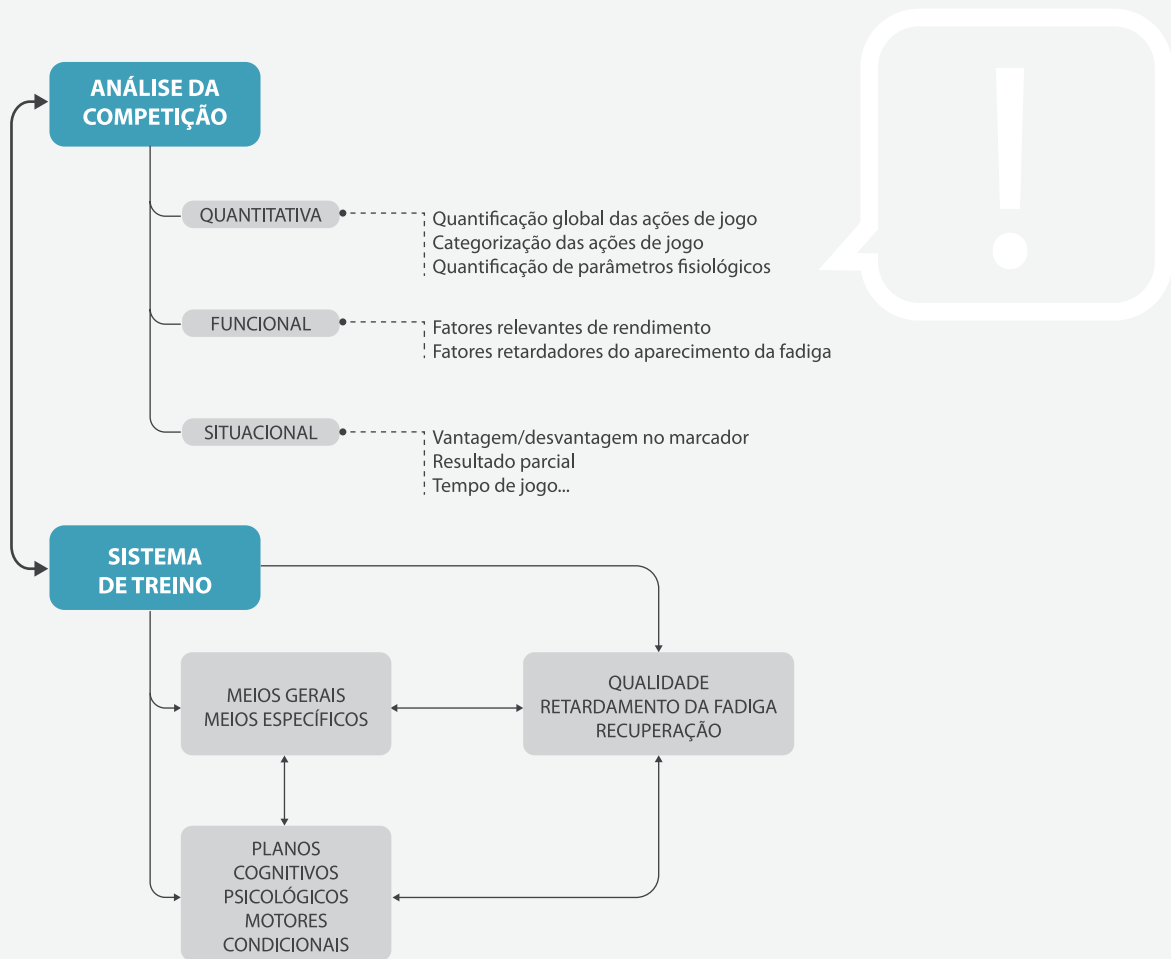 ANÁLISE DA
COMPETIÇÃO
QUANTITATIVA
Quantificação global das ações de jogo
Categorização das ações de jogo
Quantificação de parâmetros fisiológicos
FUNCIONAL
Fatores relevantes de rendimento
Fatores retardadores do aparecimento da fadiga
SITUACIONAL
Vantagem/desvantagem no marcador
Resultado parcial
Tempo de jogo...
SISTEMA
DE TREINO
MEIOS GERAIS
MEIOS ESPECÍFICOS
QUALIDADE
RETARDAMENTO DA FADIGA
RECUPERAÇÃO
PLANOS
COGNITIVOS
PSICOLÓGICOS
MOTORES
CONDICIONAIS
!